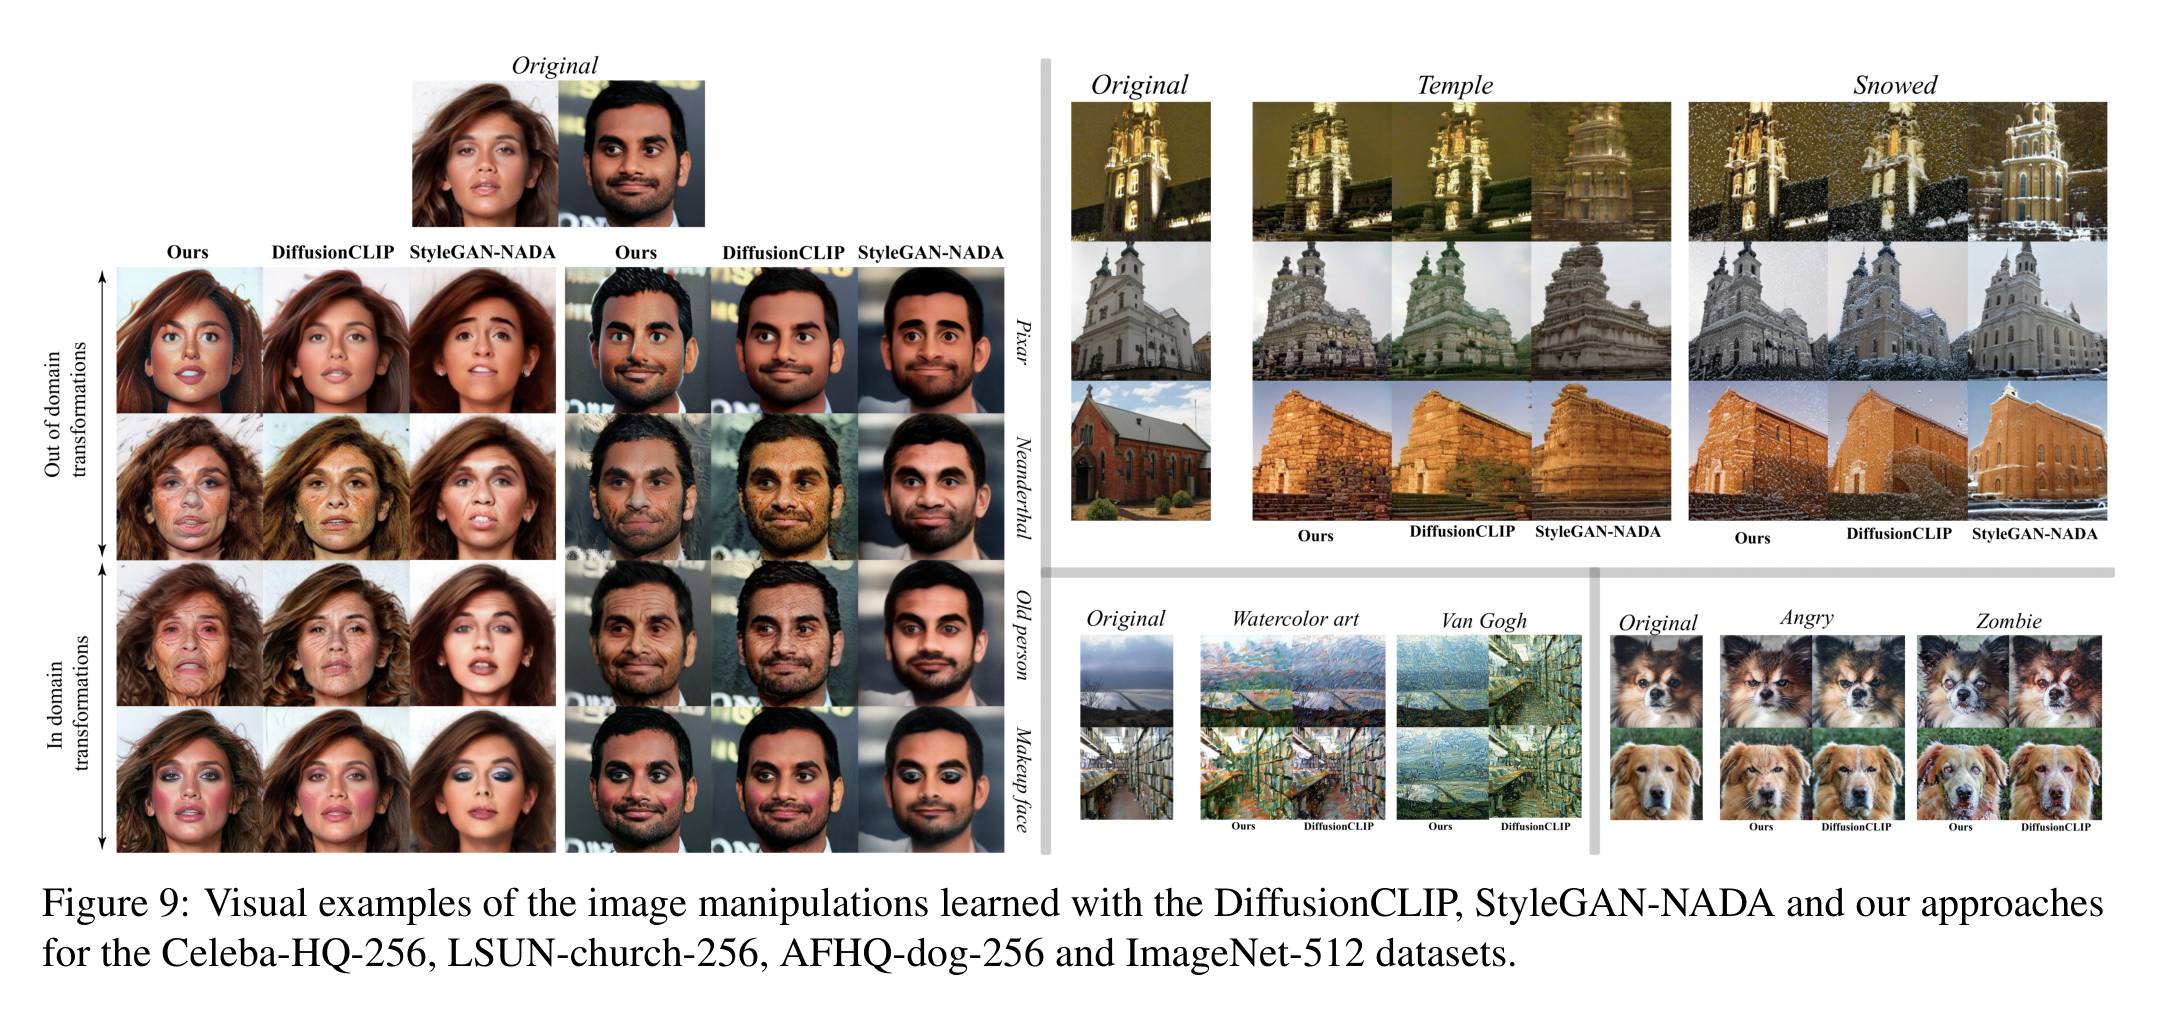 Original
Ours DiffusionCLIP StyleGAN-NADA Ours DiffusionCLIP StyleGAN-NADA
Out of domain
transformations
In domain
transformations
Pixar
Neanderthal
Old person
Makeup face
Original Temple Snowed
Ours DiffusionCLIP StyleGAN-NADA Ours DiffusionCLIP StyleGAN-NADA
Original Watercolor art Van Gogh
Ours DiffusionCLIP Ours DiffusionCLIP
Original Angry Zombie
Ours DiffusionCLIP Ours DiffusionCLIP
Figure 9: Visual examples of the image manipulations learned with the DiffusionCLIP, StyleGAN-NADA and our approaches
for the Celeba-HQ-256, LSUN-church-256, AFHQ-dog-256 and ImageNet-512 datasets.